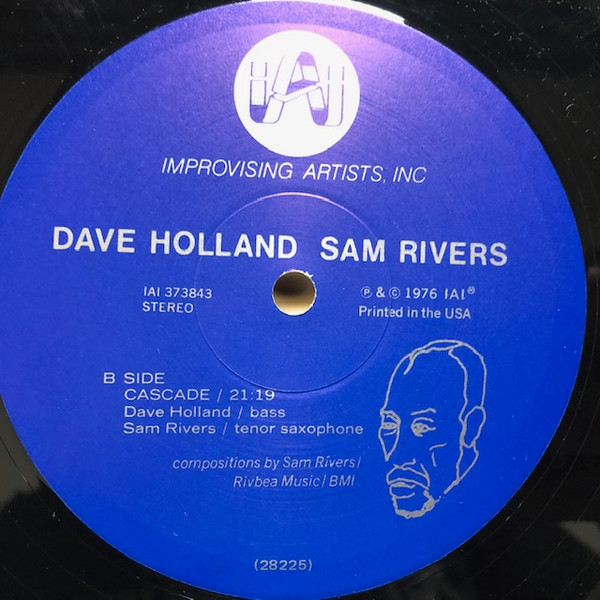 IAI
IMPROVISING ARTISTS, INC
DAVE HOLLAND SAM RIVERS
IAI 373843
STEREO
℗ & © 1976 IAI®
Printed in the USA
B SIDE
CASCADE / 21:19
Dave Holland / bass
Sam Rivers / tenor saxophone
compositions by Sam Rivers/
Rivbea Music/BMI
(28225)